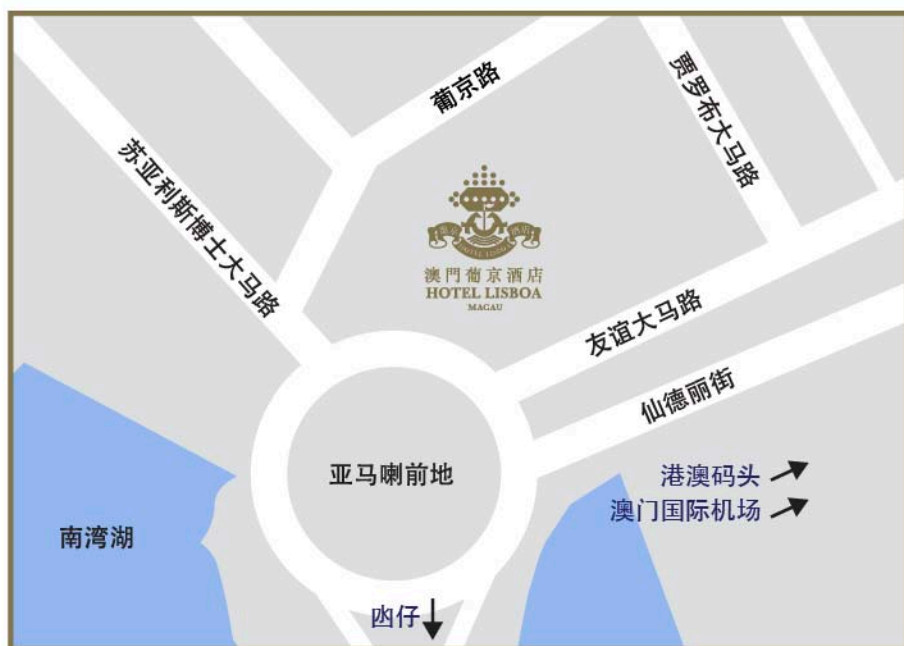 葡京路
贾罗布大马路
苏亚利斯博士大马路
澳門葡京酒店
HOTEL LISBOA
MACAU
友谊大马路
仙德丽街
亚马喇前地
港澳码头
澳门国际机场
南湾湖
凼仔